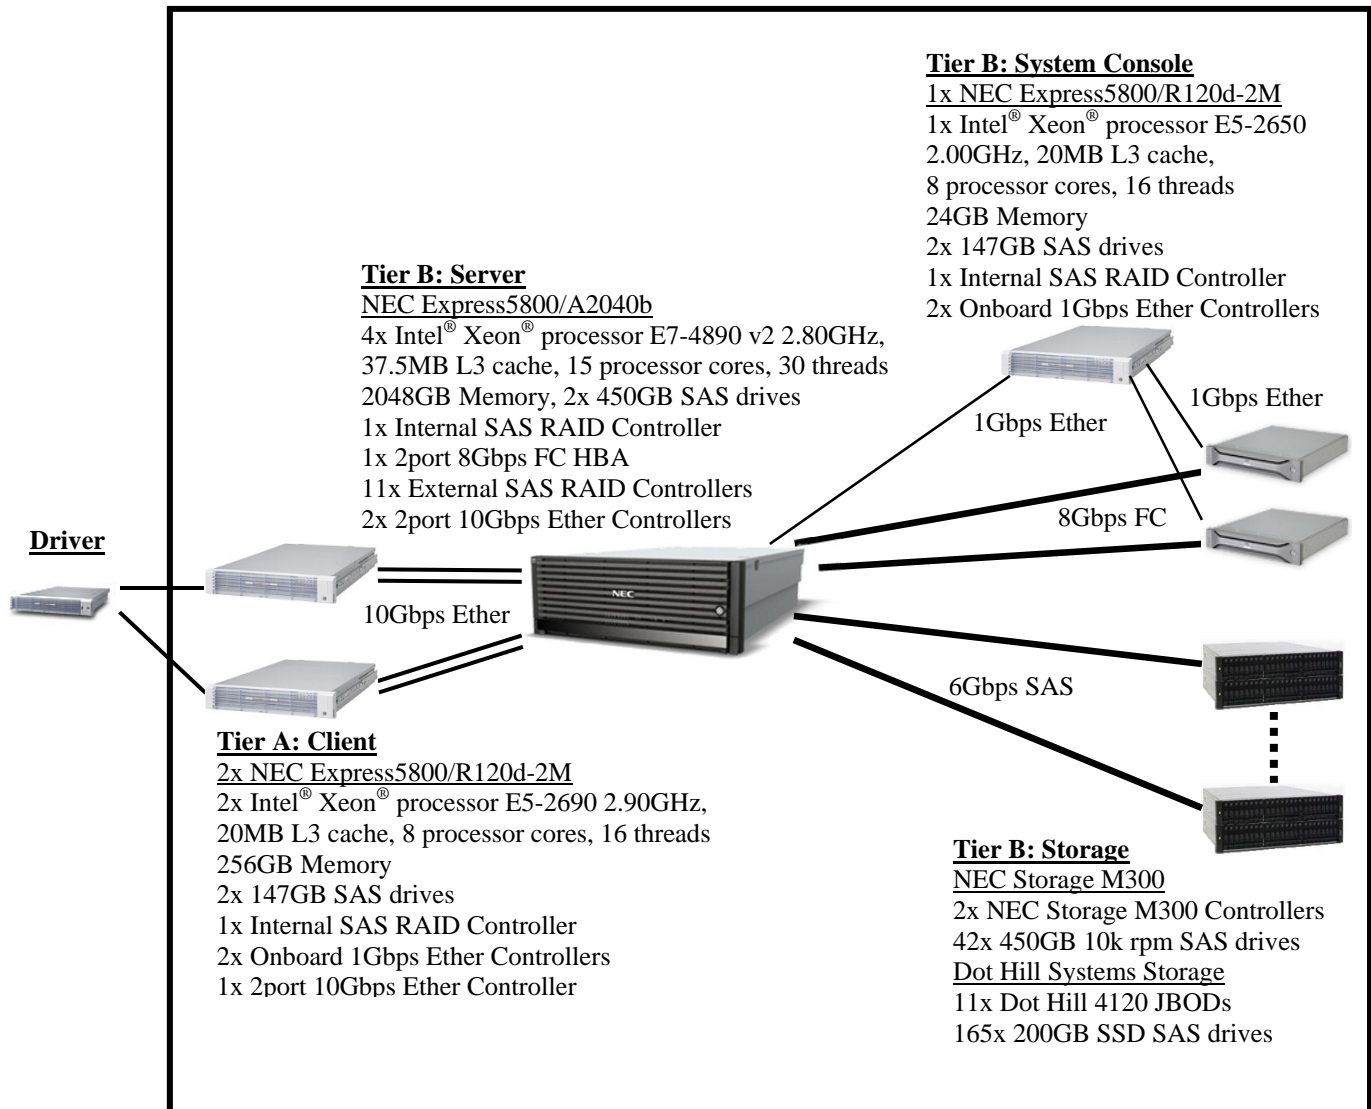 Tier B: System Console
1x NEC Express5800/R120d-2M
1x Intel® Xeon® processor E5-2650
2.00GHz, 20MB L3 cache,
8 processor cores, 16 threads
24GB Memory
2x 147GB SAS drives
1x Internal SAS RAID Controller
2x Onboard 1Gbps Ether Controllers
Tier B: Server
NEC Express5800/A2040b
4x Intel® Xeon® processor E7-4890 v2 2.80GHz,
37.5MB L3 cache, 15 processor cores, 30 threads
2048GB Memory, 2x 450GB SAS drives
1x Internal SAS RAID Controller
1x 2port 8Gbps FC HBA
11x External SAS RAID Controllers
2x 2port 10Gbps Ether Controllers
1Gbps Ether
1Gbps Ether
8Gbps FC
Driver
10Gbps Ether
NEC
6Gbps SAS
Tier A: Client
2x NEC Express5800/R120d-2M
2x Intel® Xeon® processor E5-2690 2.90GHz,
20MB L3 cache, 8 processor cores, 16 threads
256GB Memory
2x 147GB SAS drives
1x Internal SAS RAID Controller
2x Onboard 1Gbps Ether Controllers
1x 2port 10Gbps Ether Controller
Tier B: Storage
NEC Storage M300
2x NEC Storage M300 Controllers
42x 450GB 10k rpm SAS drives
Dot Hill Systems Storage
11x Dot Hill 4120 JBODs
165x 200GB SSD SAS drives